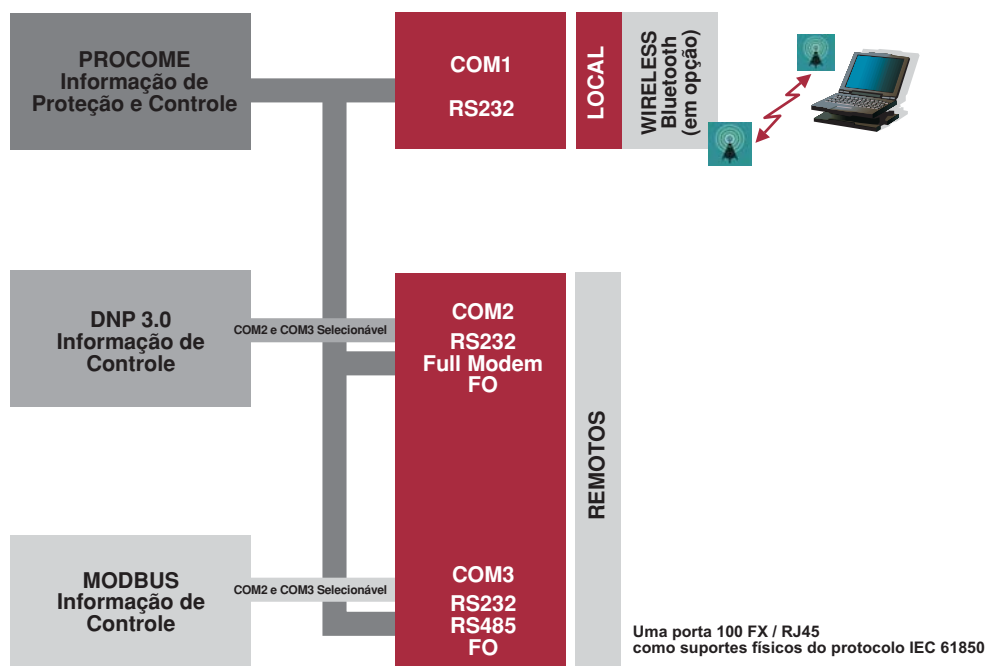 PROCOME
Informação de
Proteção e Controle
COM1
RS232
LOCAL
WIRELESS
Bluetooth
(em opção)
DNP 3.0
Informação de
Controle
COM2 e COM3 Selecionável
COM2
RS232
Full Modem
FO
REMOTOS
MODBUS
Informação de
Controle
COM2 e COM3 Selecionável
COM3
RS232
RS485
FO
Uma porta 100 FX / RJ45
como suportes físicos do protocolo IEC 61850